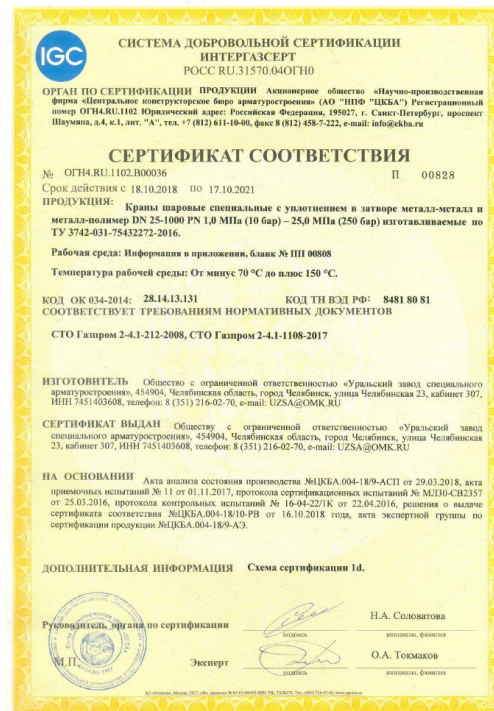 IGC
СИСТЕМА ДОБРОВОЛЬНОЙ СЕРТИФИКАЦИИ
ИНТЕРГАЗСЕРТ
РОСС RU.31570.04ОГН0
ОРГАН ПО СЕРТИФИКАЦИИ ПРОДУКЦИИ Акционерное общество «Научно-производственная
фирма «Центральное конструкторское бюро арматуростроения» (АО "НПФ "ЦКБА") Регистрационный
номер ОГН4.RU.1102 Юридический адрес: Российская Федерация, 195027, г. Санкт-Петербург, проспект
Шаумяна, д.4, к.1, лит. "А", тел. +7 (812) 611-10-00, факс 8 (812) 458-7-222, e-mail: info@ckba.ru
СЕРТИФИКАТ СООТВЕТСТВИЯ
№ ОГН4.RU.1102.В00036 П 00828
Срок действия с 18.10.2018 по 17.10.2021
ПРОДУКЦИЯ: Краны шаровые специальные с уплотнением в затворе металл-металл и
металл-полимер DN 25-1000 PN 1,0 МПа (10 бар) – 25,0 МПа (250 бар) изготавливаемые по
ТУ 3742-031-75432272-2016.
Рабочая среда: Информация в приложении, бланк № ПП 00808
Температура рабочей среды: От минус 70 °С до плюс 150 °С.
КОД ОК 034-2014: 28.14.13.131 КОД ТН ВЭД РФ: 8481 80 81
СООТВЕТСТВУЕТ ТРЕБОВАНИЯМ НОРМАТИВНЫХ ДОКУМЕНТОВ
СТО Газпром 2-4.1-212-2008, СТО Газпром 2-4.1-1108-2017
ИЗГОТОВИТЕЛЬ Общество с ограниченной ответственностью «Уральский завод специального
арматуростроения», 454904, Челябинская область, город Челябинск, улица Челябинская 23, кабинет 307,
ИНН 7451403608, телефон: 8 (351) 216-02-70, e-mail: UZSA@OMK.RU
СЕРТИФИКАТ ВЫДАН Обществу с ограниченной ответственностью «Уральский завод
специального арматуростроения», 454904, Челябинская область, город Челябинск, улица Челябинская
23, кабинет 307, ИНН 7451403608, телефон: 8 (351) 216-02-70, e-mail: UZSA@OMK.RU
НА ОСНОВАНИИ Акта анализа состояния производства №ЦКБА.004-18/9-АСП от 29.03.2018, акта
приемочных испытаний № 11 от 01.11.2017, протокола сертификационных испытаний № МЛ30-СВ2357
от 25.03.2016, протокола контрольных испытаний № 16-04-22/1К от 22.04.2016, решения о выдаче
сертификата соответствия №ЦКБА.004-18/10-РВ от 16.10.2018 года, акта экспертной группы по
сертификации продукции №ЦКБА.004-18/9-АЭ.
ДОПОЛНИТЕЛЬНАЯ ИНФОРМАЦИЯ Схема сертификации 1d.
Руководитель органа по сертификации Н.А. Соловатова
подпись инициалы, фамилия
М.П. Эксперт О.А. Токмаков
подпись инициалы, фамилия